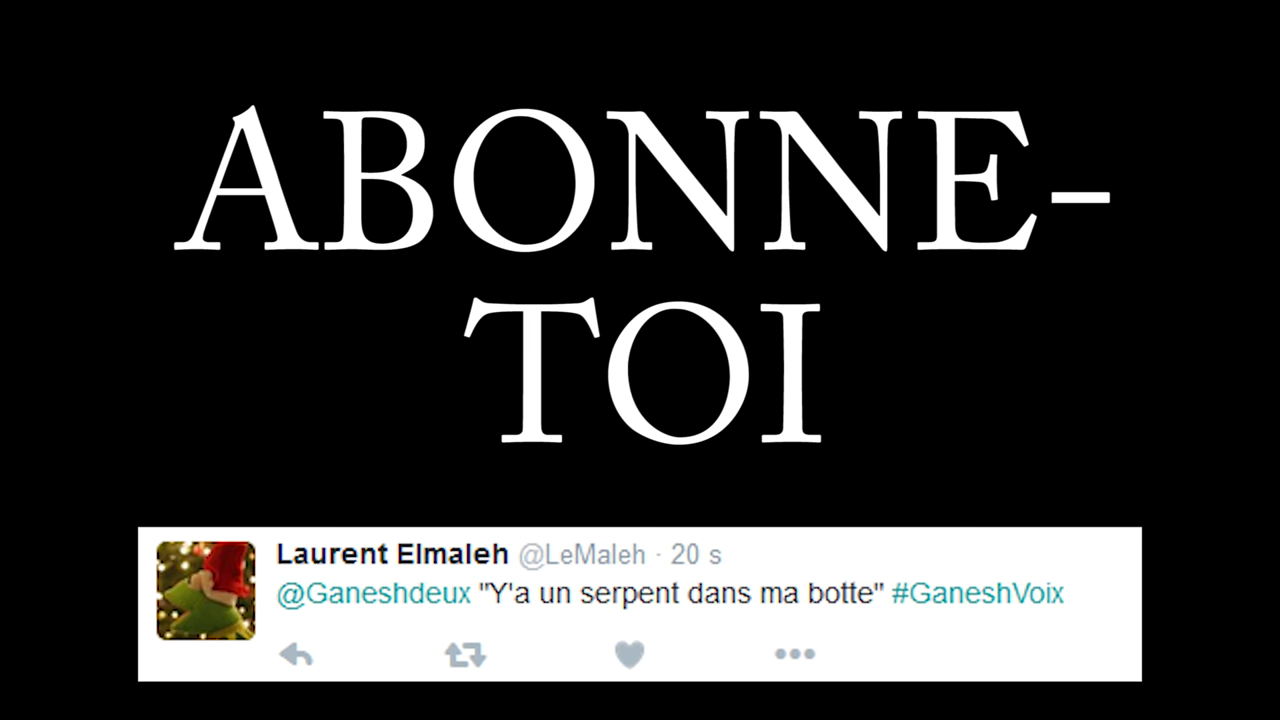 ABONNE-
TOI
Laurent Elmaleh @LeMaleh · 20 s
@Ganeshdeux "Y'a un serpent dans ma botte" #GaneshVoix